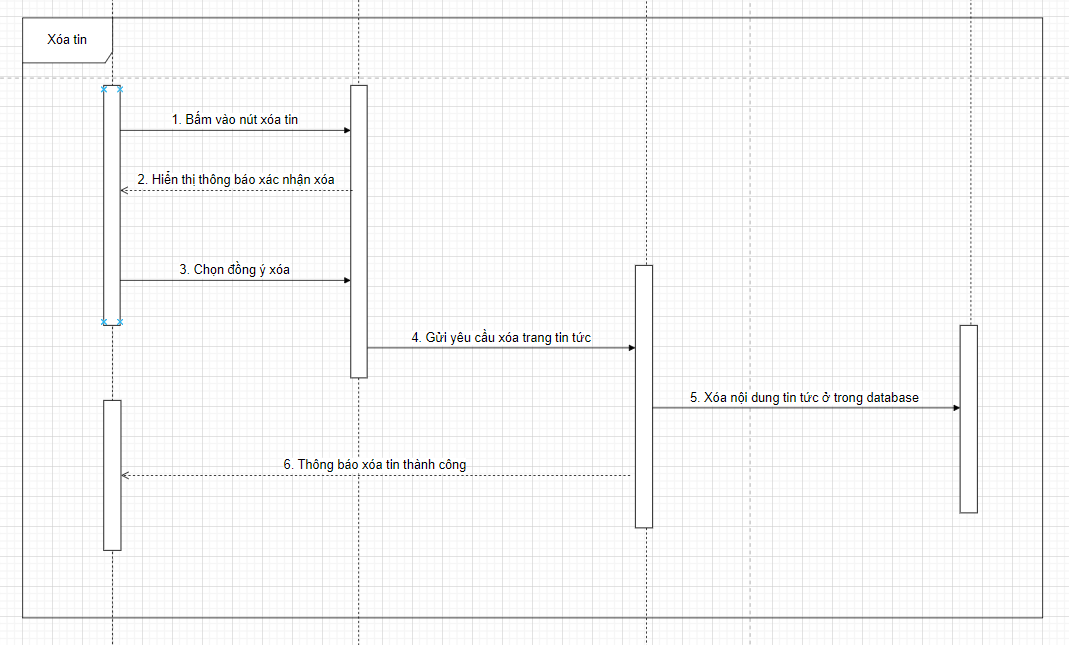 Xóa tin
1. Bấm vào nút xóa tin
2. Hiển thị thông báo xác nhận xóa
3. Chọn đồng ý xóa
4. Gửi yêu cầu xóa trang tin tức
5. Xóa nội dung tin tức ở trong database
6. Thông báo xóa tin thành công